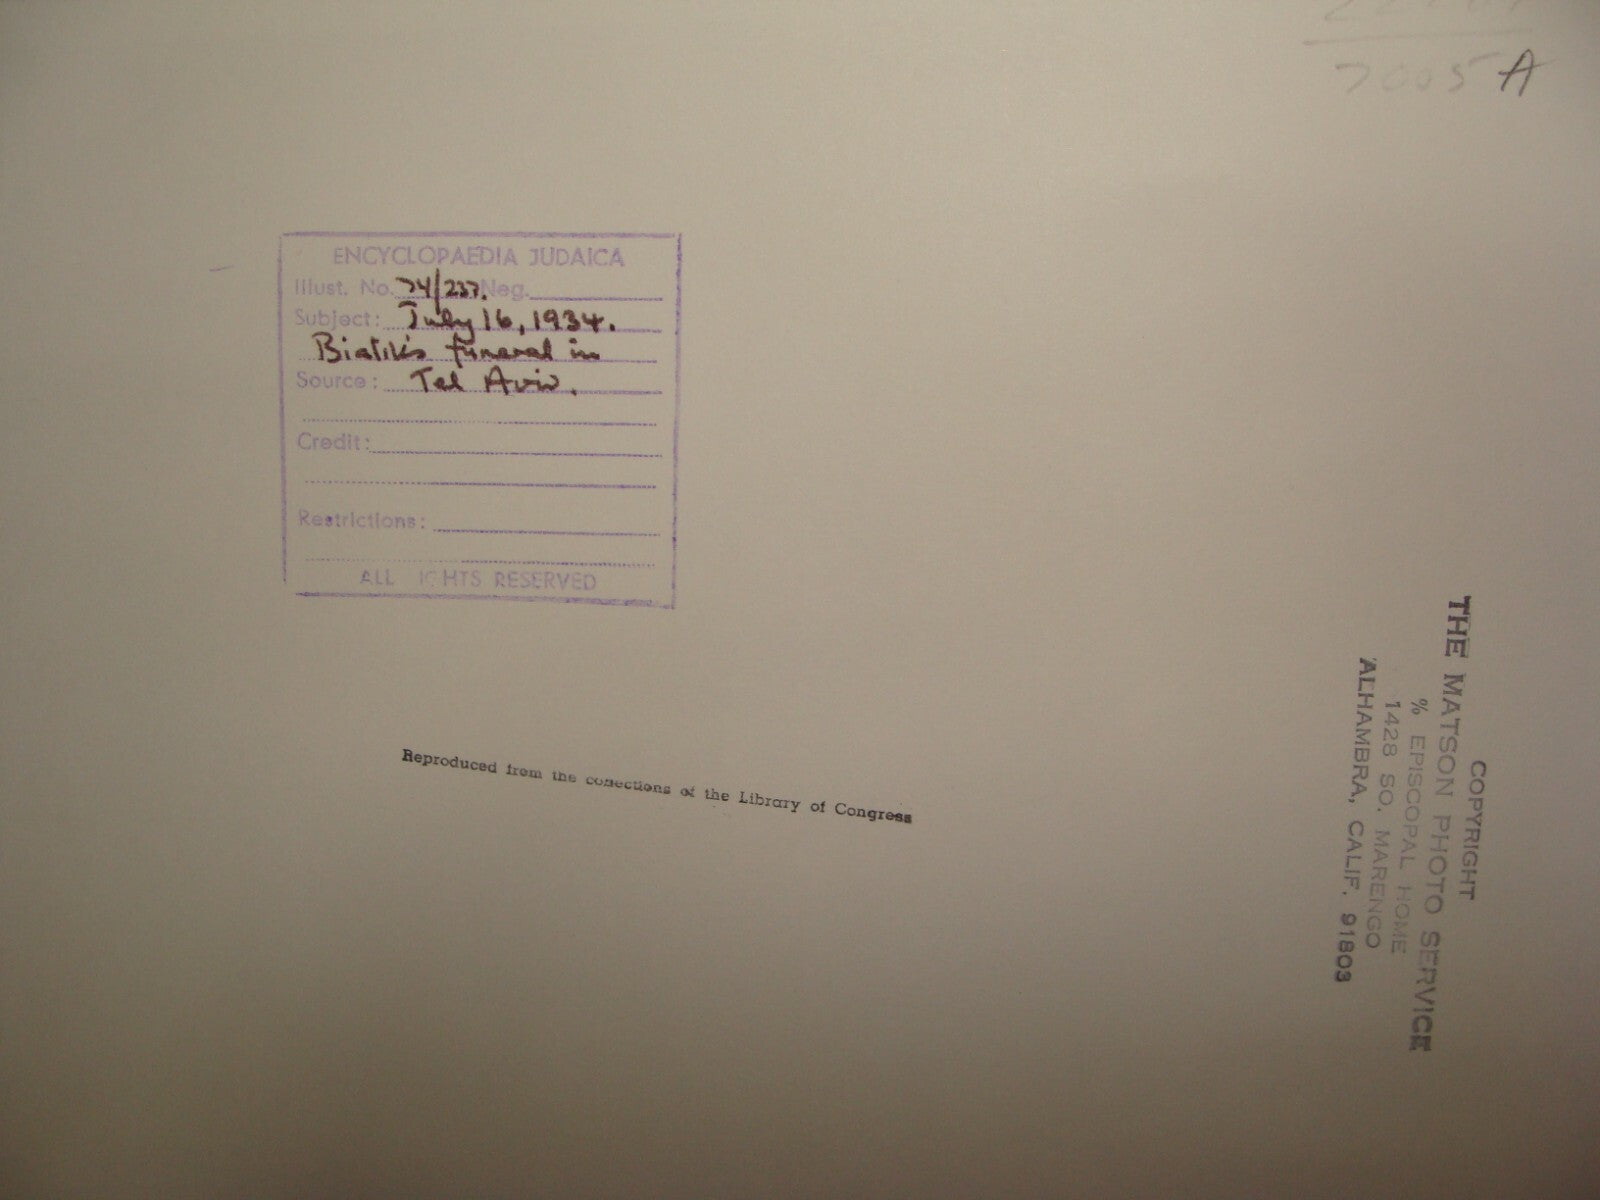 7005 A
ENCYCLOPAEDIA JUDAICA
Illust. No. 74/237. Neg.
Subject: July 16, 1934.
Bialik's funeral in
Source: Tel Aviv.
Credit:
Restrictions:
ALL IGHTS RESERVED
Reproduced from the collections of the Library of Congress
COPYRIGHT
THE MATSON PHOTO SERVICE
% EPISCOPAL HOME
1428 SO. MARENGO
ALHAMBRA, CALIF. 91803